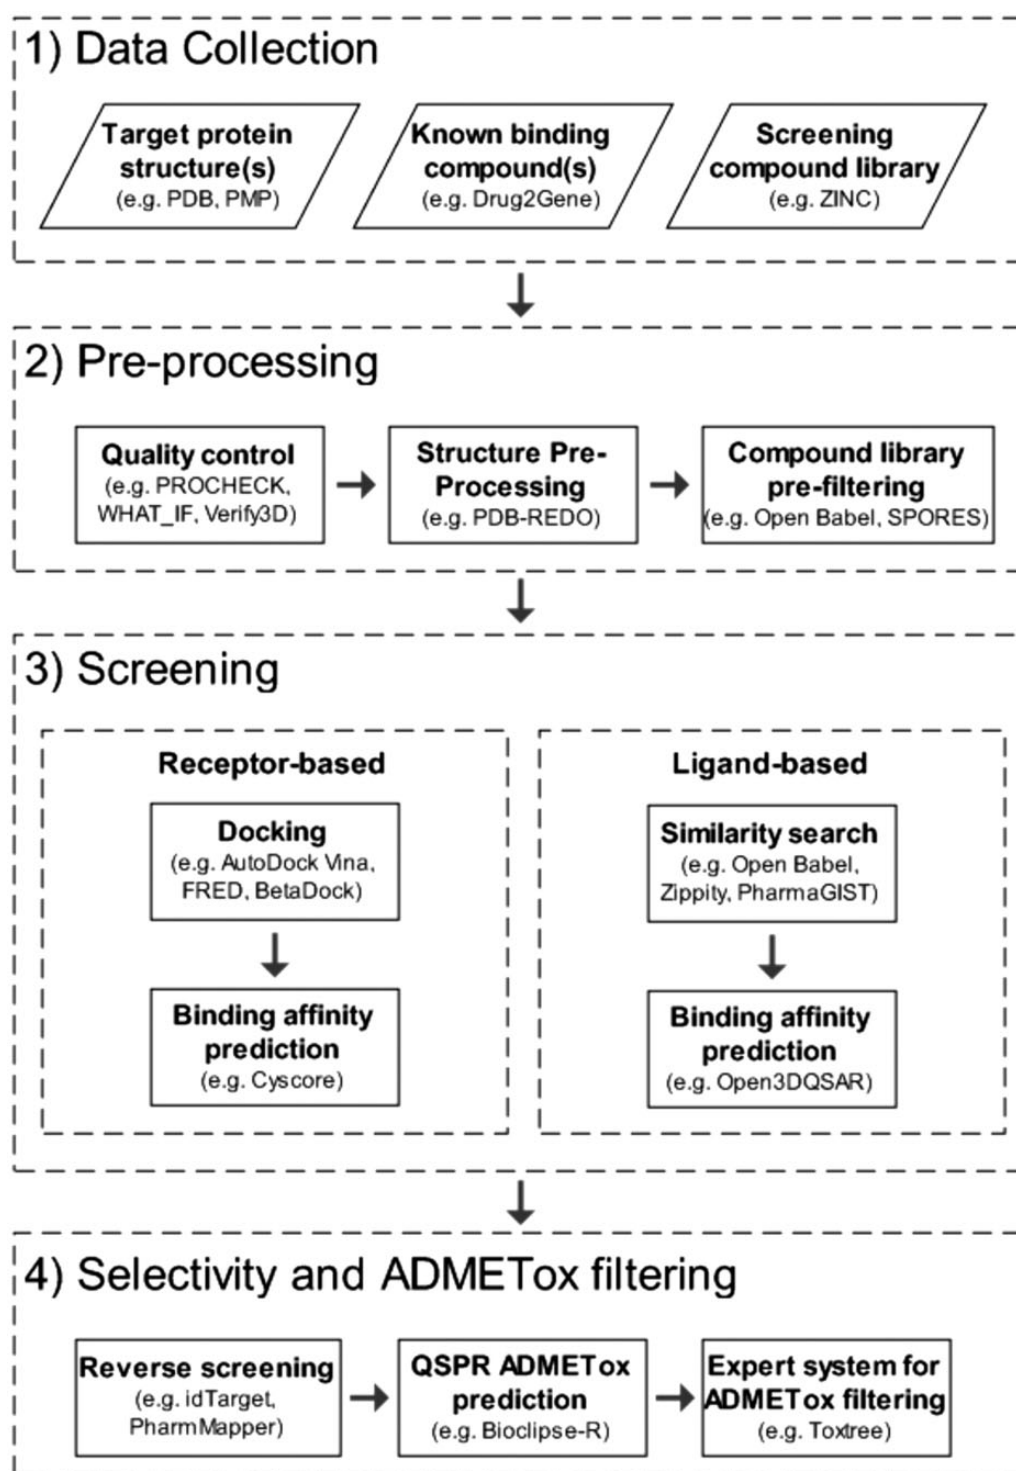 1) Data Collection
Target protein
structure(s)
(e.g. PDB, PMP)
Known binding
compound(s)
(e.g. Drug2Gene)
Screening
compound library
(e.g. ZINC)
2) Pre-processing
Quality control
(e.g. PROCHECK,
WHAT_IF, Verify3D)
Structure Pre-
Processing
(e.g. PDB-REDO)
Compound library
pre-filtering
(e.g. Open Babel, SPORES)
3) Screening
Receptor-based
Docking
(e.g. AutoDock Vina,
FRED, BetaDock)
Binding affinity
prediction
(e.g. Cyscore)
Ligand-based
Similarity search
(e.g. Open Babel,
Zippity, PharmaGIST)
Binding affinity
prediction
(e.g. Open3DQSAR)
4) Selectivity and ADMETox filtering
Reverse screening
(e.g. idTarget,
PharmMapper)
QSPR ADMETox
prediction
(e.g. Bioclipse-R)
Expert system for
ADMETox filtering
(e.g. Toxtree)